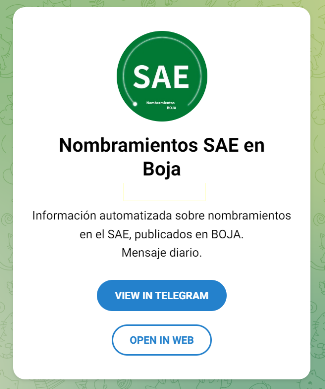 SAE
Nombramientos
BOJA
Nombramientos SAE en
Boja
Información automatizada sobre nombramientos
en el SAE, publicados en BOJA.
Mensaje diario.
VIEW IN TELEGRAM
OPEN IN WEB